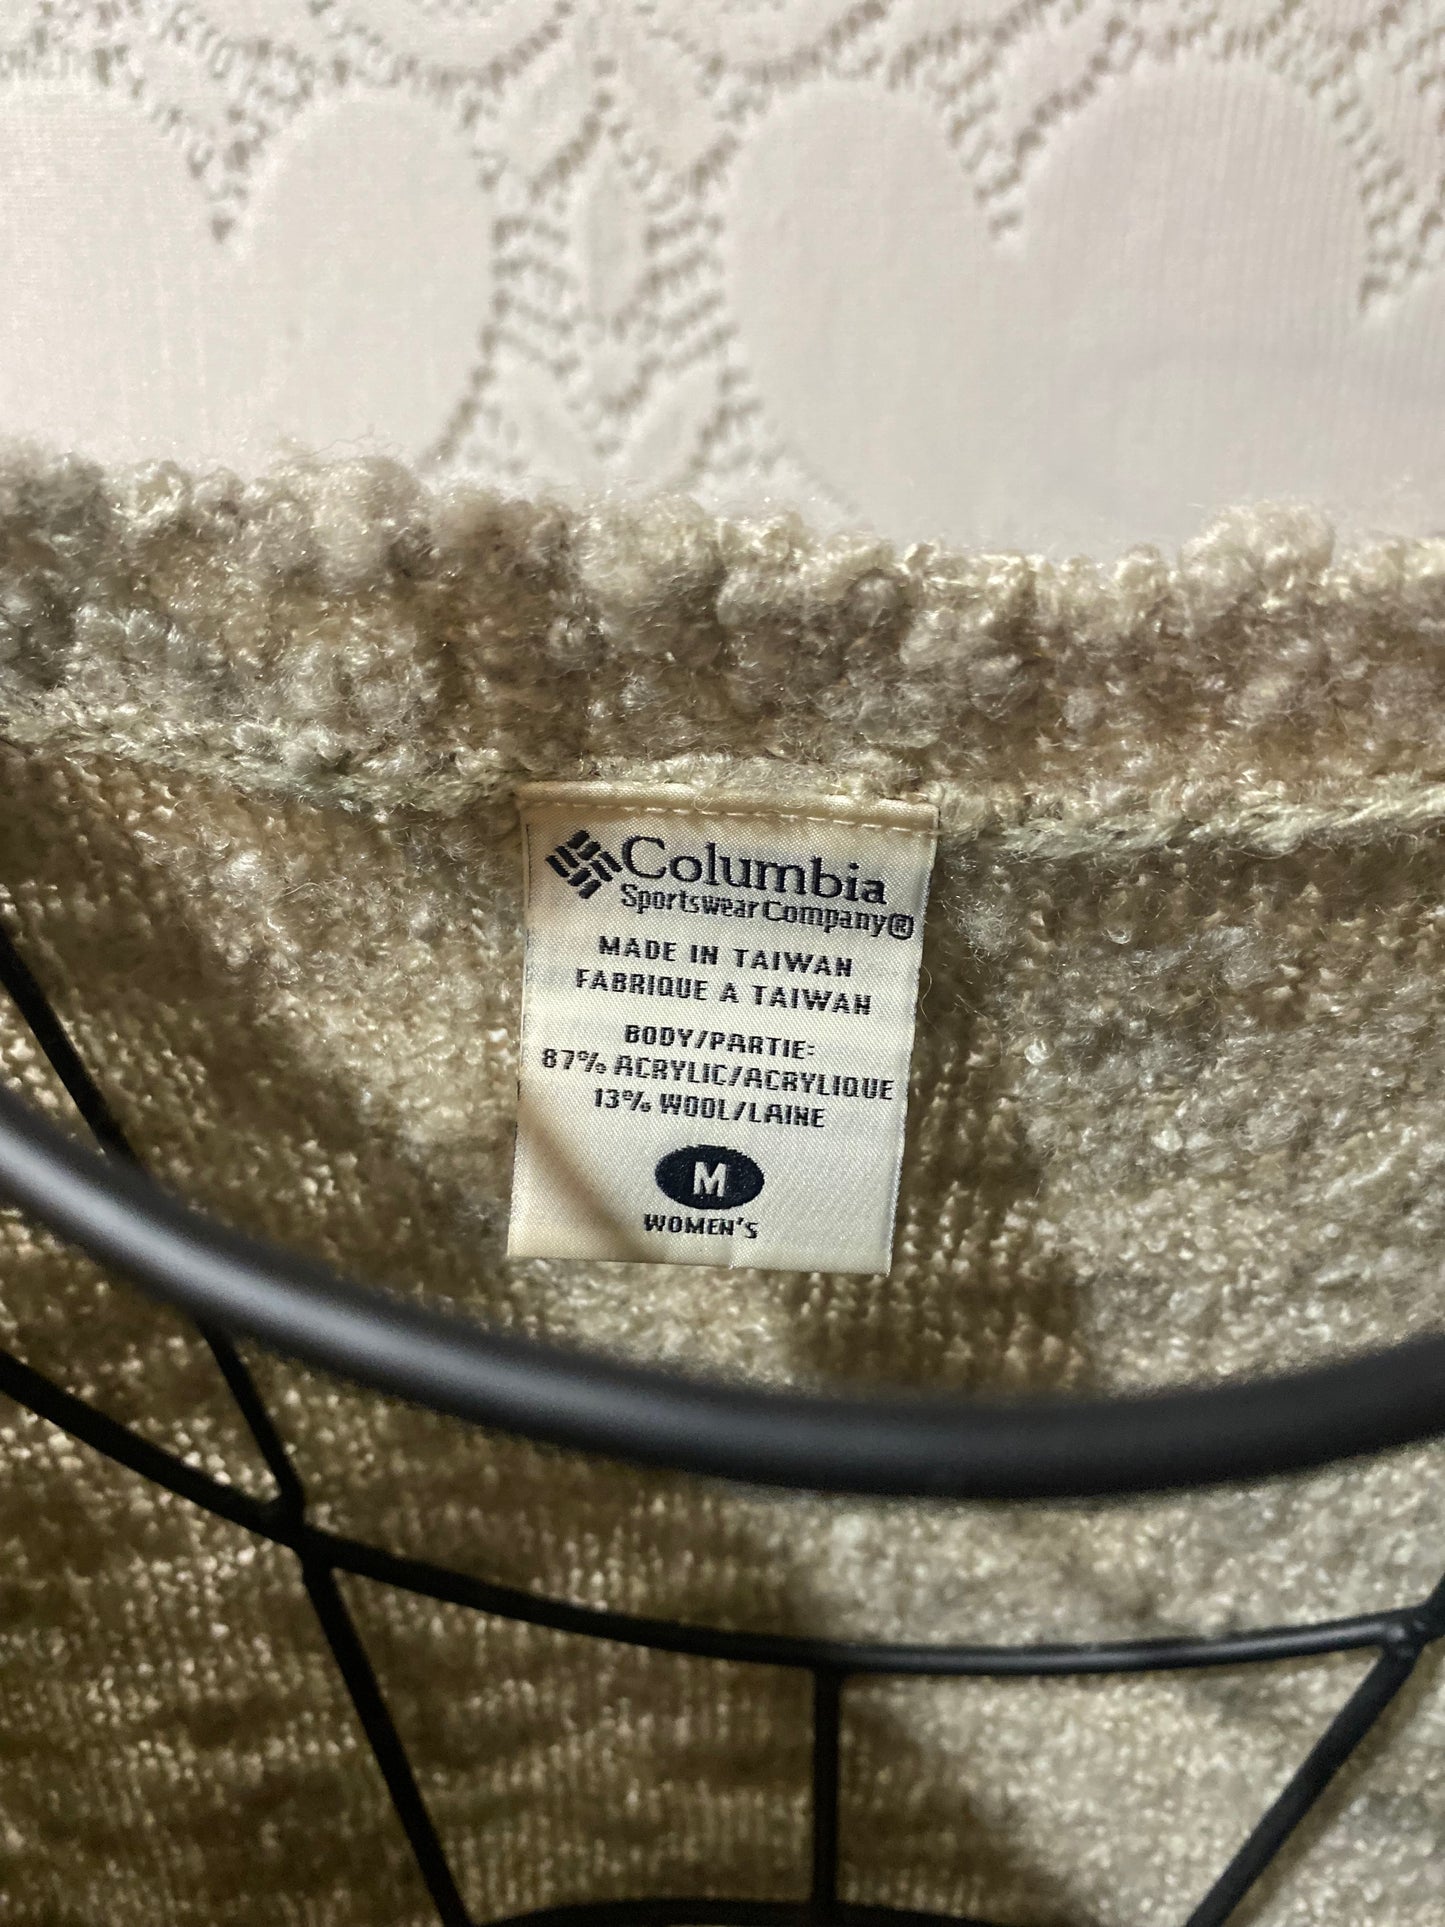 Columbia
Sportswear Company®
MADE IN TAIWAN
FABRIQUE A TAIWAN
BODY/PARTIE:
87% ACRYLIC/ACRYLIQUE
13% WOOL/LAINE
M
WOMEN'S